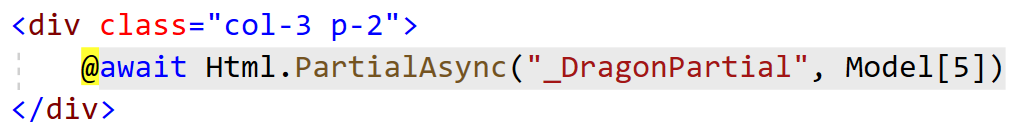 <div class="col-3 p-2">
    @await Html.PartialAsync("_DragonPartial", Model[5])
</div>